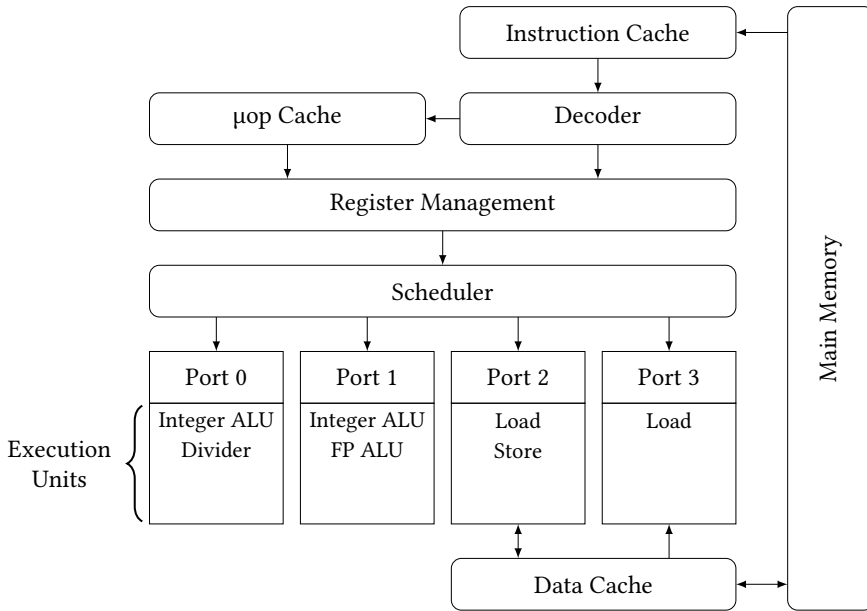 Instruction Cache
µop Cache
Decoder
Register Management
Scheduler
Port 0
Port 1
Port 2
Port 3
Integer ALU
Divider
Integer ALU
FP ALU
Load
Store
Load
Execution
Units
Data Cache
Main Memory